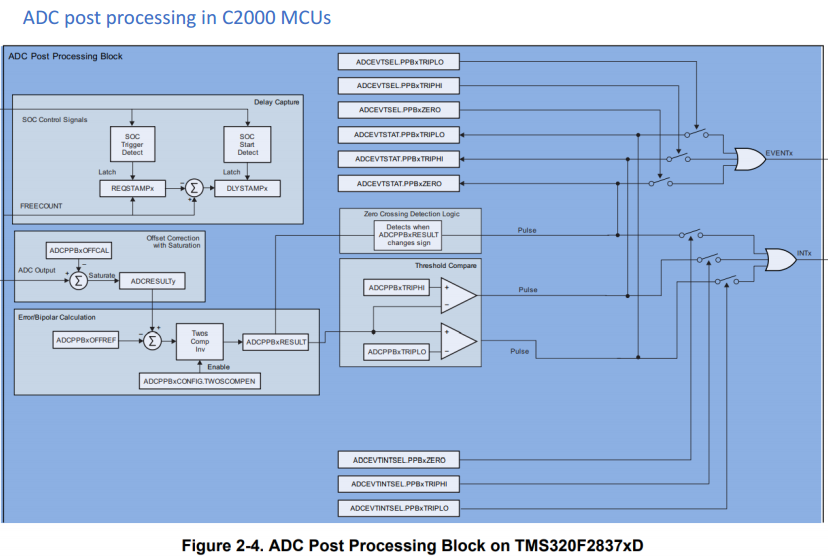 ADC post processing in C2000 MCUs
ADC Post Processing Block
Delay Capture
SOC Control Signals
SOC
Trigger
Detect
SOC
Start
Detect
Latch
Latch
REQSTAMPx
−
Σ
+
DLYSTAMPx
FREECOUNT
Offset Correction
with Saturation
ADCPPBxOFFCAL
ADC Output
+
−
Σ
Saturate
ADCRESULTy
Error/Bipolar Calculation
ADCPPBxOFFREF
−
+
Σ
Twos
Comp
Inv
ADCPPBxRESULT
Enable
ADCPPBxCONFIG.TWOSCOMPEN
ADCEVTSEL.PPBxTRIPLO
ADCEVTSEL.PPBxTRIPHI
ADCEVTSEL.PPBxZERO
ADCEVTSTAT.PPBxTRIPLO
ADCEVTSTAT.PPBxTRIPHI
ADCEVTSTAT.PPBxZERO
EVENTx
Zero Crossing Detection Logic
Detects when
ADCPPBxRESULT
changes sign
Pulse
INTx
Threshold Compare
ADCPPBxTRIPHI
+
−
Pulse
+
−
ADCPPBxTRIPLO
Pulse
ADCEVTINTSEL.PPBxZERO
ADCEVTINTSEL.PPBxTRIPHI
ADCEVTINTSEL.PPBxTRIPLO
Figure 2-4. ADC Post Processing Block on TMS320F2837xD